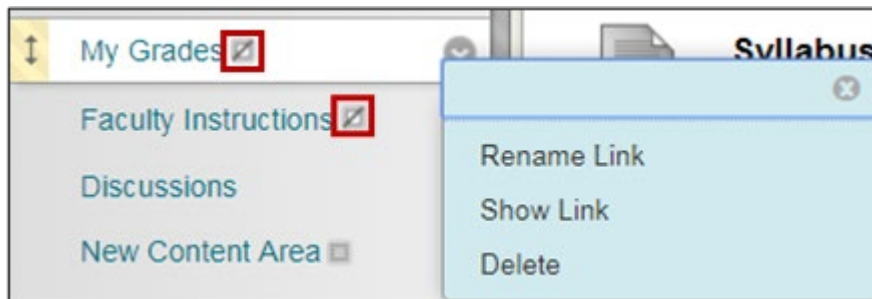 My Grades
Syllabus
Faculty Instructions
Discussions
New Content Area
Rename Link
Show Link
Delete